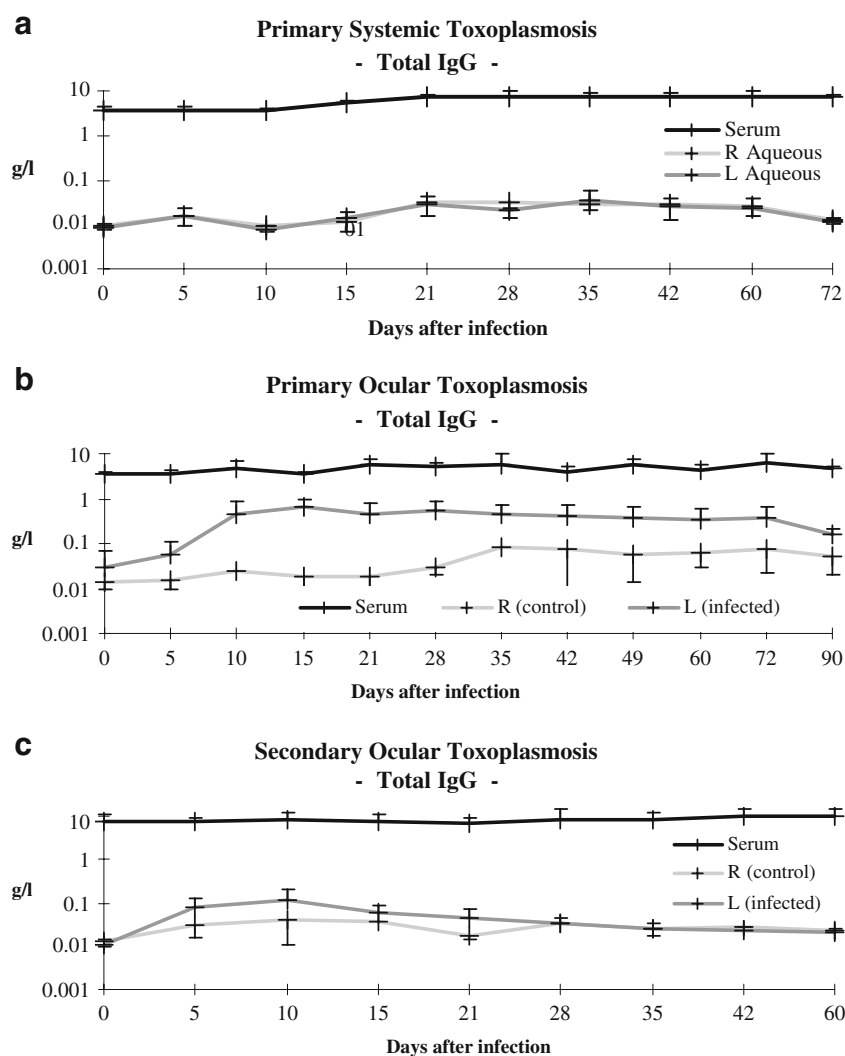 a
Primary Systemic Toxoplasmosis
- Total IgG -
10
1
g/l
0.1
0.01
0.001
Serum
R Aqueous
L Aqueous
01
0 5 10 15 21 28 35 42 60 72
Days after infection
b
Primary Ocular Toxoplasmosis
- Total IgG -
10
1
g/l
0.1
0.01
0.001
Serum R (control) L (infected)
0 5 10 15 21 28 35 42 49 60 72 90
Days after infection
c
Secondary Ocular Toxoplasmosis
- Total IgG -
10
1
g/l
0.1
0.01
0.001
Serum
R (control)
L (infected)
0 5 10 15 21 28 35 42 60
Days after infection